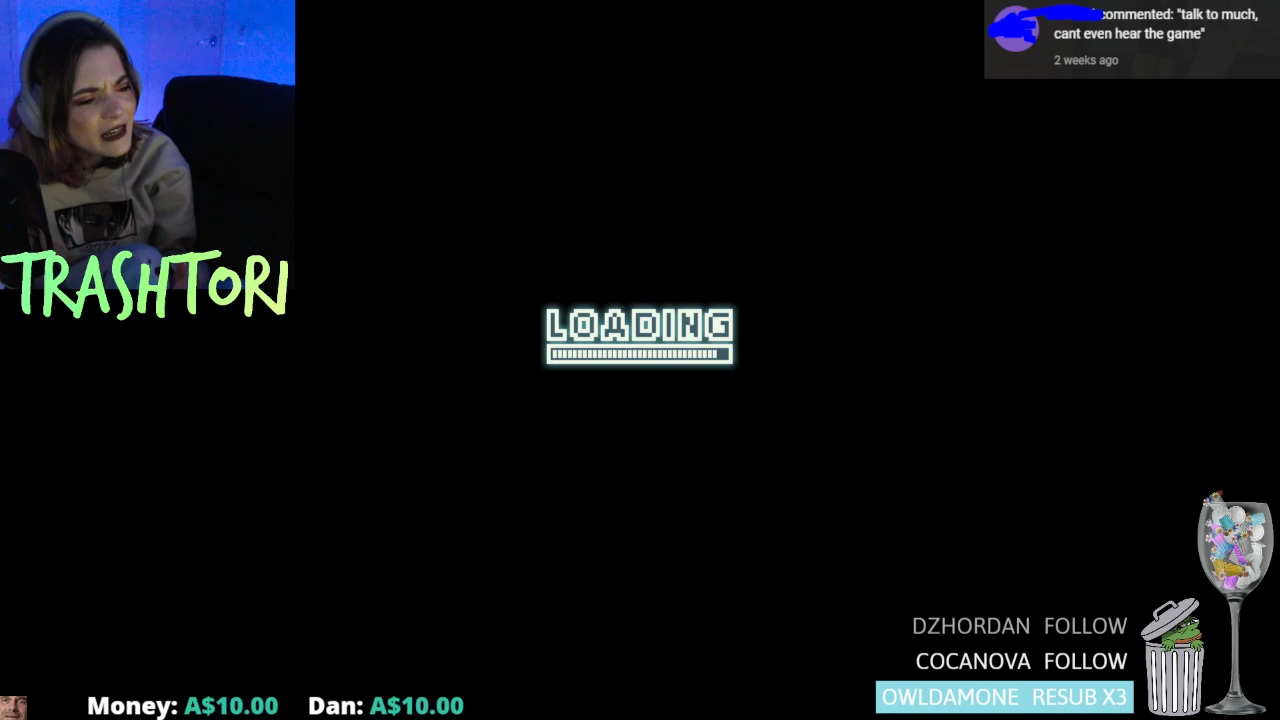 commented: "talk to much,
cant even hear the game"
2 weeks ago
TRASHTORI
LOADING
DZHORDAN FOLLOW
COCANOVA FOLLOW
OWLDAMONE RESUB X3
Money: A$10.00 Dan: A$10.00